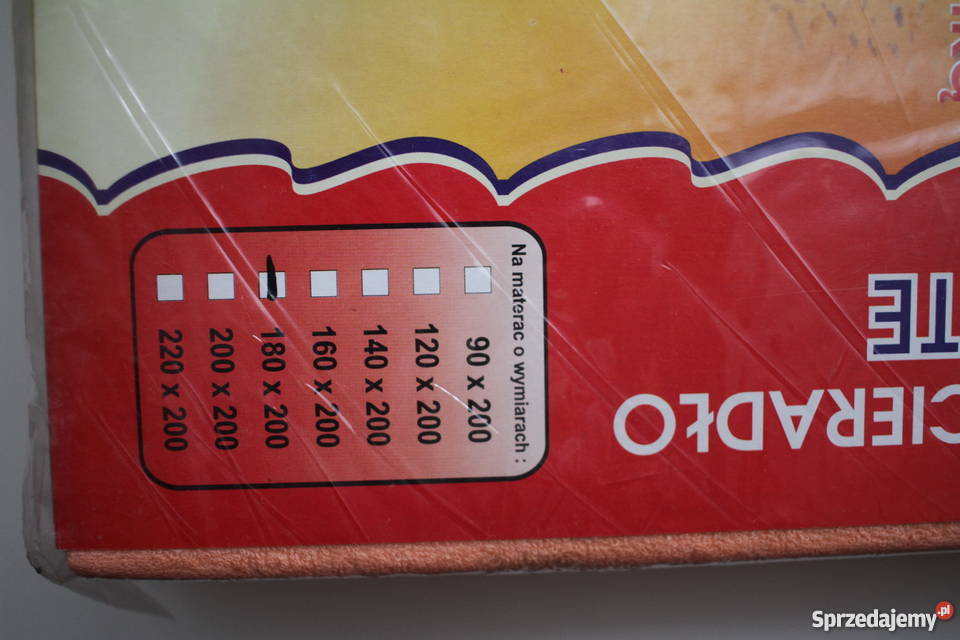 Na materac o wymiarach :
90 x 200
120 x 200
140 x 200
160 x 200
180 x 200
200 x 200
220 x 200
CIERADŁO
TE
Sprzedajemy.pl